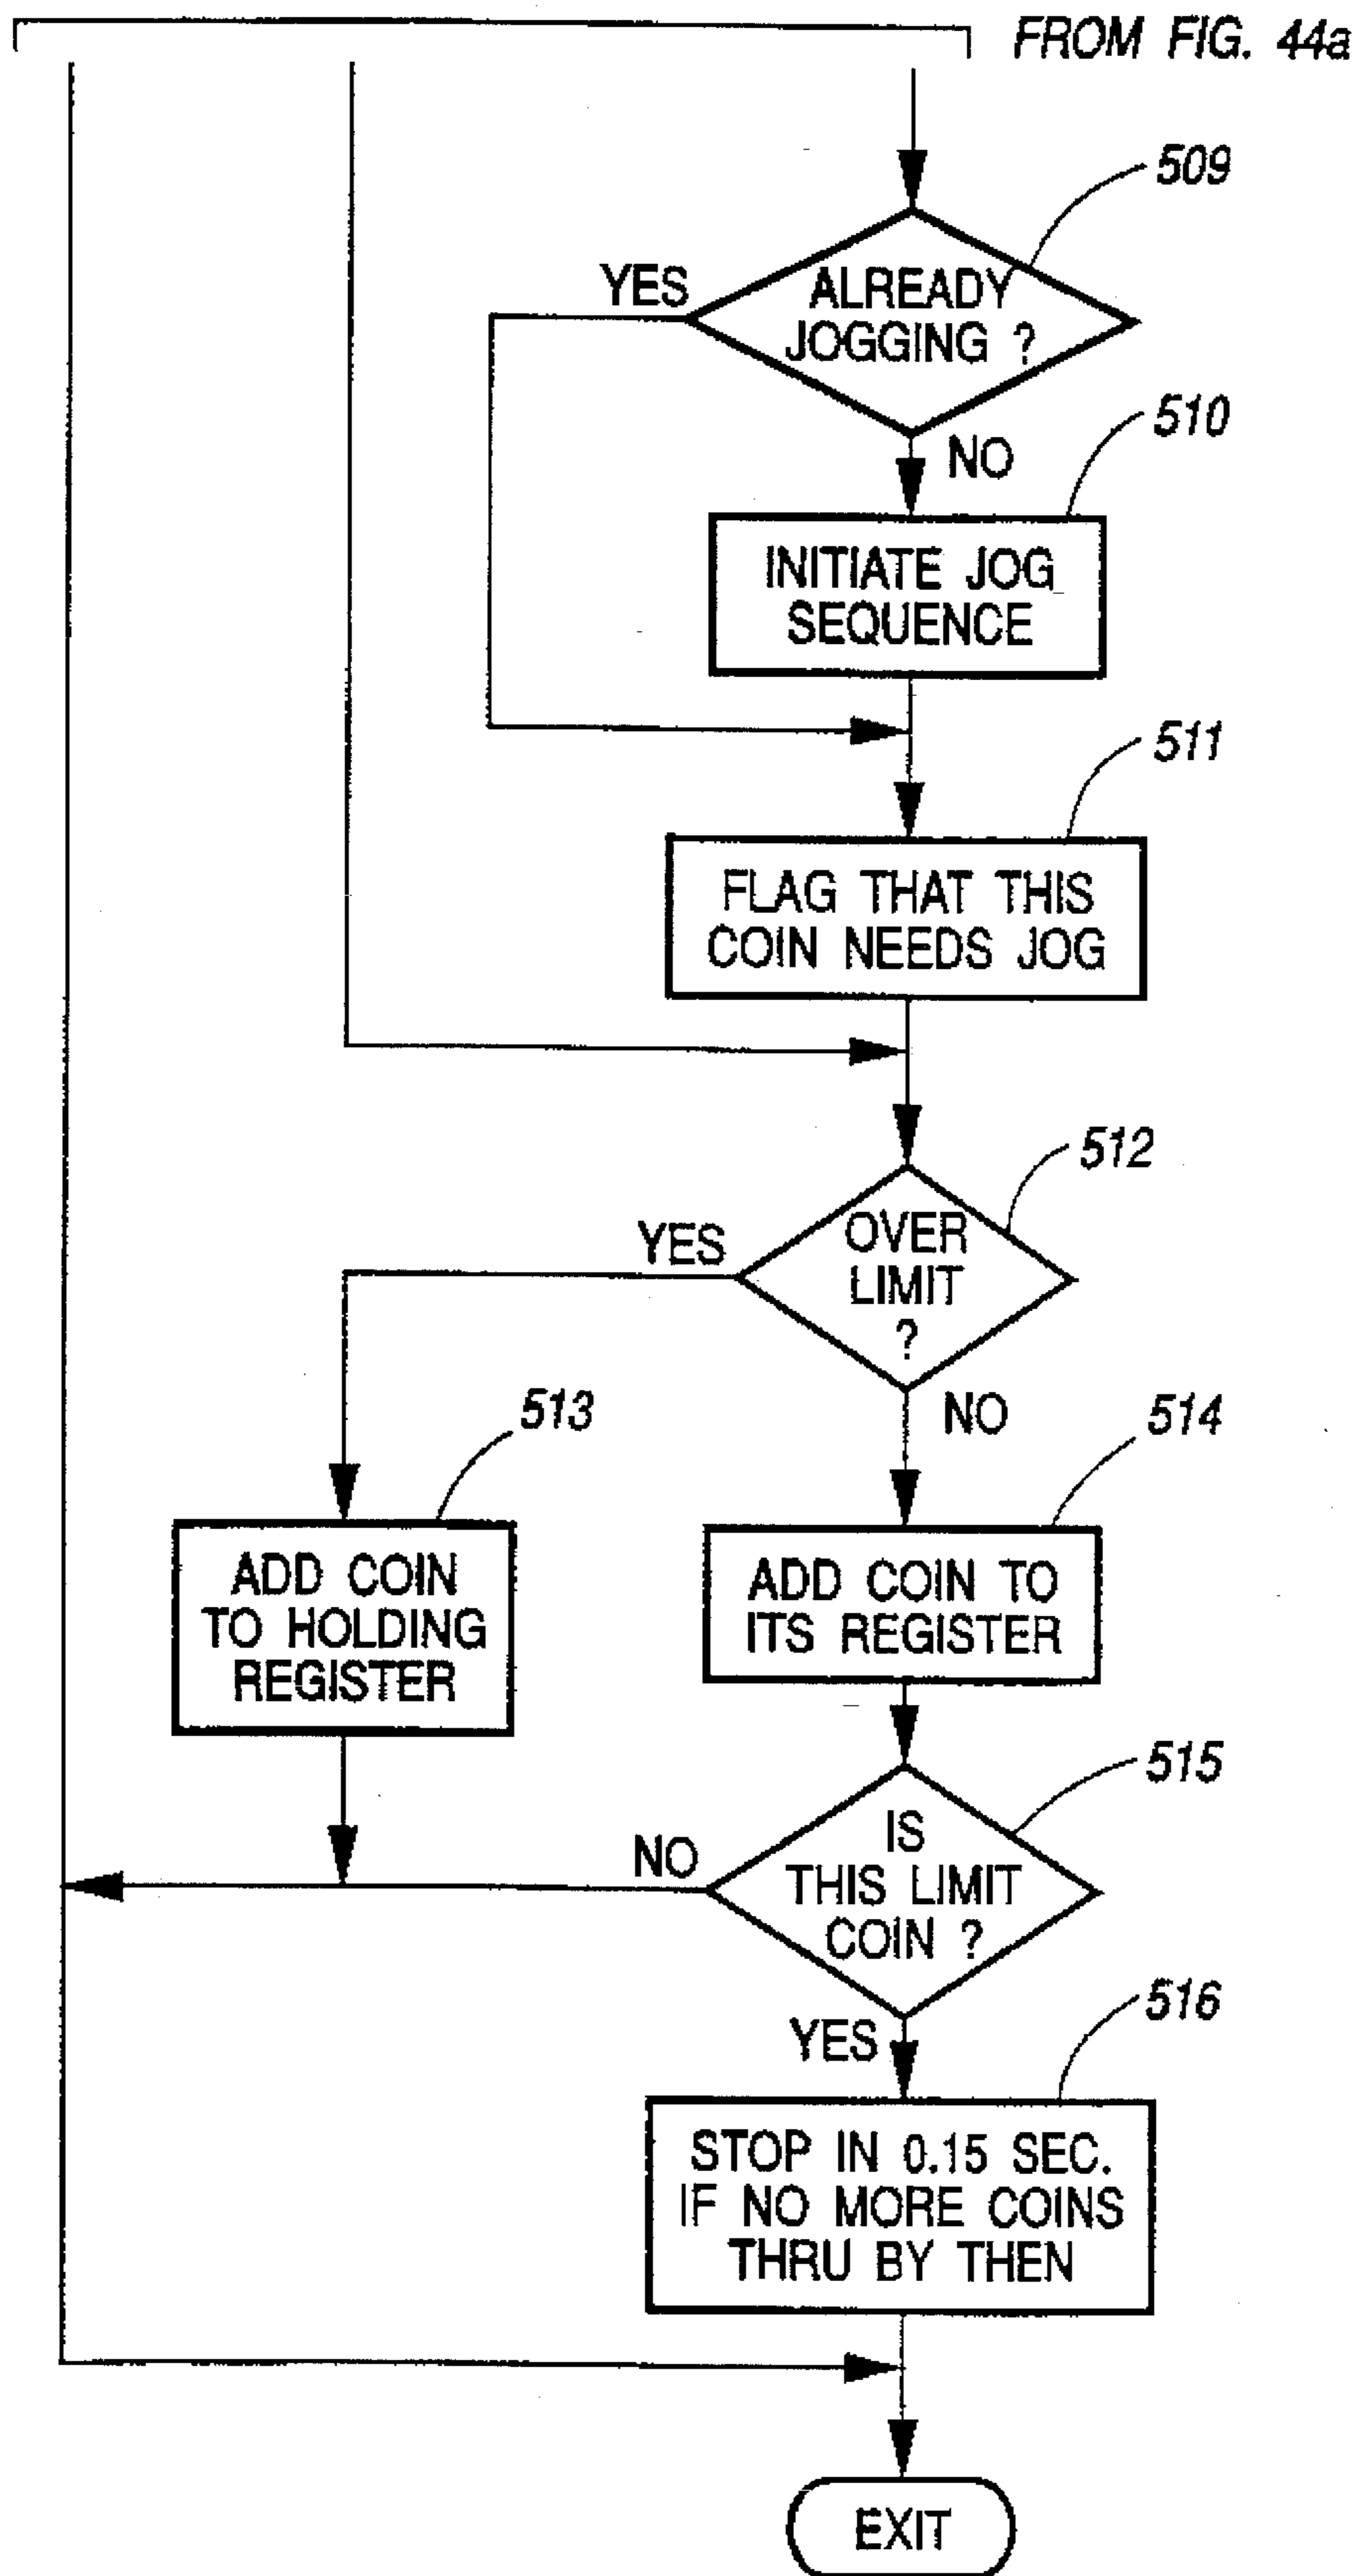 FROM FIG. 44a
509
YES
ALREADY
JOGGING ?
510
NO
INITIATE JOG
SEQUENCE
511
FLAG THAT THIS
COIN NEEDS JOG
512
YES
OVER
LIMIT
?
513
NO
514
ADD COIN
TO HOLDING
REGISTER
ADD COIN TO
ITS REGISTER
515
NO
IS
THIS LIMIT
COIN ?
516
YES
STOP IN 0.15 SEC.
IF NO MORE COINS
THRU BY THEN
EXIT